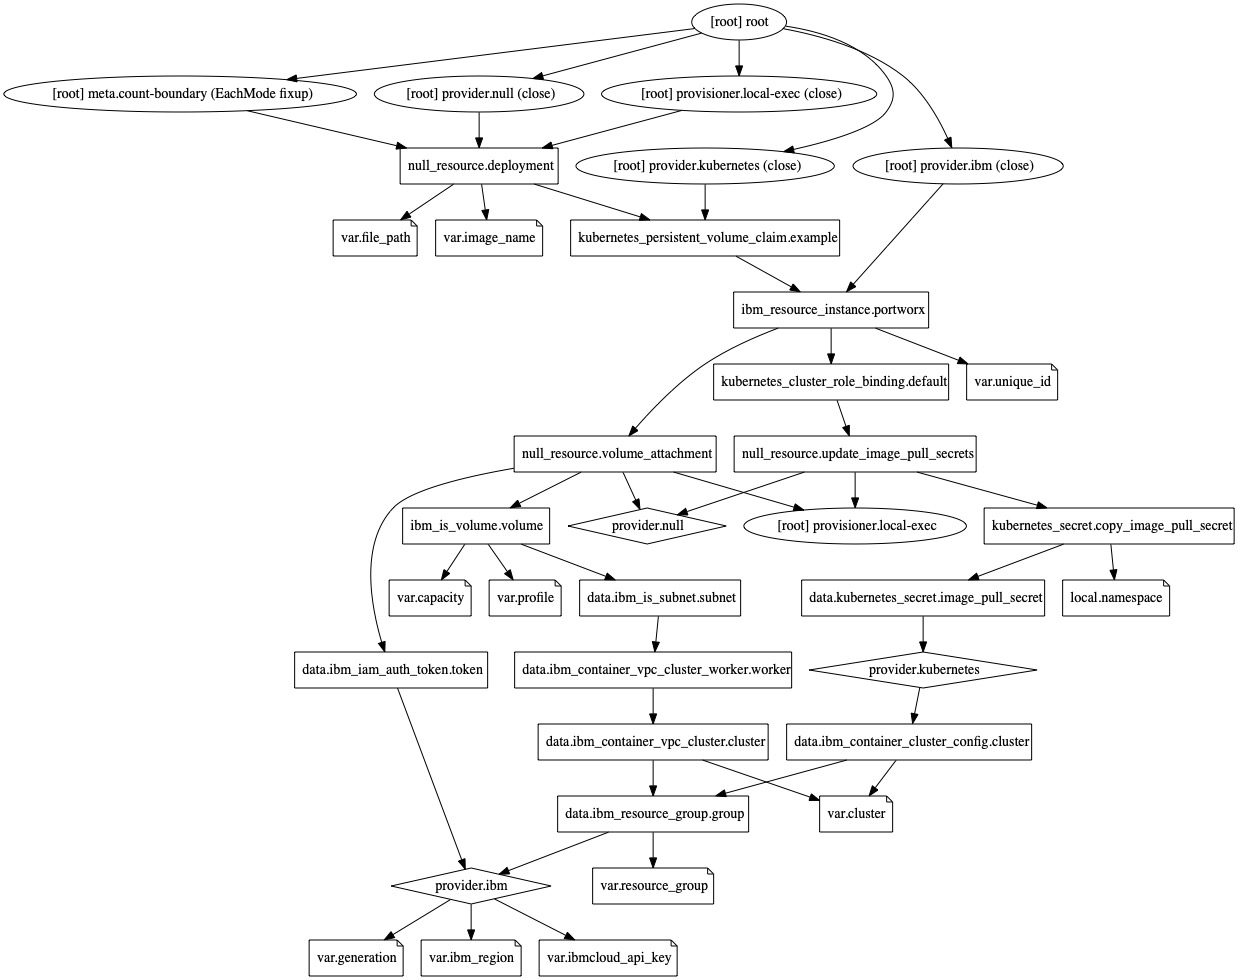 [root] root
[root] meta.count-boundary (EachMode fixup)
[root] provider.null (close)
[root] provisioner.local-exec (close)
null_resource.deployment
[root] provider.kubernetes (close)
[root] provider.ibm (close)
var.file_path
var.image_name
kubernetes_persistent_volume_claim.example
ibm_resource_instance.portworx
kubernetes_cluster_role_binding.default
var.unique_id
null_resource.volume_attachment
null_resource.update_image_pull_secrets
ibm_is_volume.volume
provider.null
[root] provisioner.local-exec
kubernetes_secret.copy_image_pull_secret
var.capacity
var.profile
data.ibm_is_subnet.subnet
data.kubernetes_secret.image_pull_secret
local.namespace
data.ibm_iam_auth_token.token
data.ibm_container_vpc_cluster_worker.worker
provider.kubernetes
data.ibm_container_vpc_cluster.cluster
data.ibm_container_cluster_config.cluster
data.ibm_resource_group.group
var.cluster
provider.ibm
var.resource_group
var.generation
var.ibm_region
var.ibmcloud_api_key